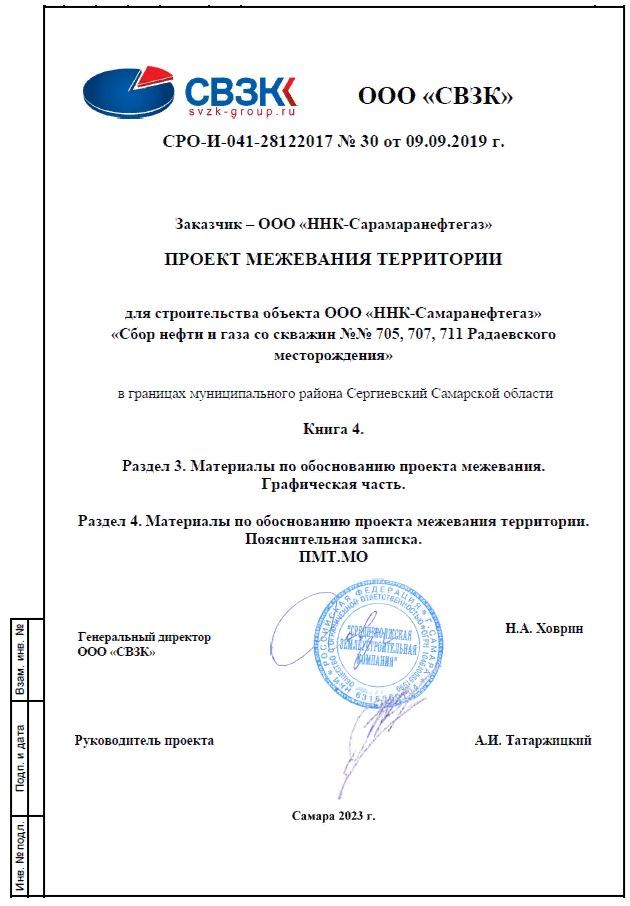 СВЗК
svzk-group.ru
ООО «СВЗК»
СРО-И-041-28122017 № 30 от 09.09.2019 г.
Заказчик – ООО «ННК-Сарамаранефтегаз»
ПРОЕКТ МЕЖЕВАНИЯ ТЕРРИТОРИИ
для строительства объекта ООО «ННК-Самаранефтегаз»
«Сбор нефти и газа со скважин №№ 705, 707, 711 Радаевского
месторождения»
в границах муниципального района Сергиевский Самарской области
Книга 4.
Раздел 3. Материалы по обоснованию проекта межевания.
Графическая часть.
Раздел 4. Материалы по обоснованию проекта межевания территории.
Пояснительная записка.
ПМТ.МО
Генеральный директор
ООО «СВЗК»
РОССИЙСКАЯ ФЕДЕРАЦИЯ * Г. САМАРА
ОБЩЕСТВО С ОГРАНИЧЕННОЙ ОТВЕТСТВЕННОСТЬЮ
"СРЕДНЕВОЛЖСКАЯ
ЗЕМЛЕУСТРОИТЕЛЬНАЯ
КОМПАНИЯ"
Н.А. Ховрин
Руководитель проекта
А.И. Татаржицкий
Самара 2023 г.
Взам. инв. №
Подп. и дата
Инв. № подл.